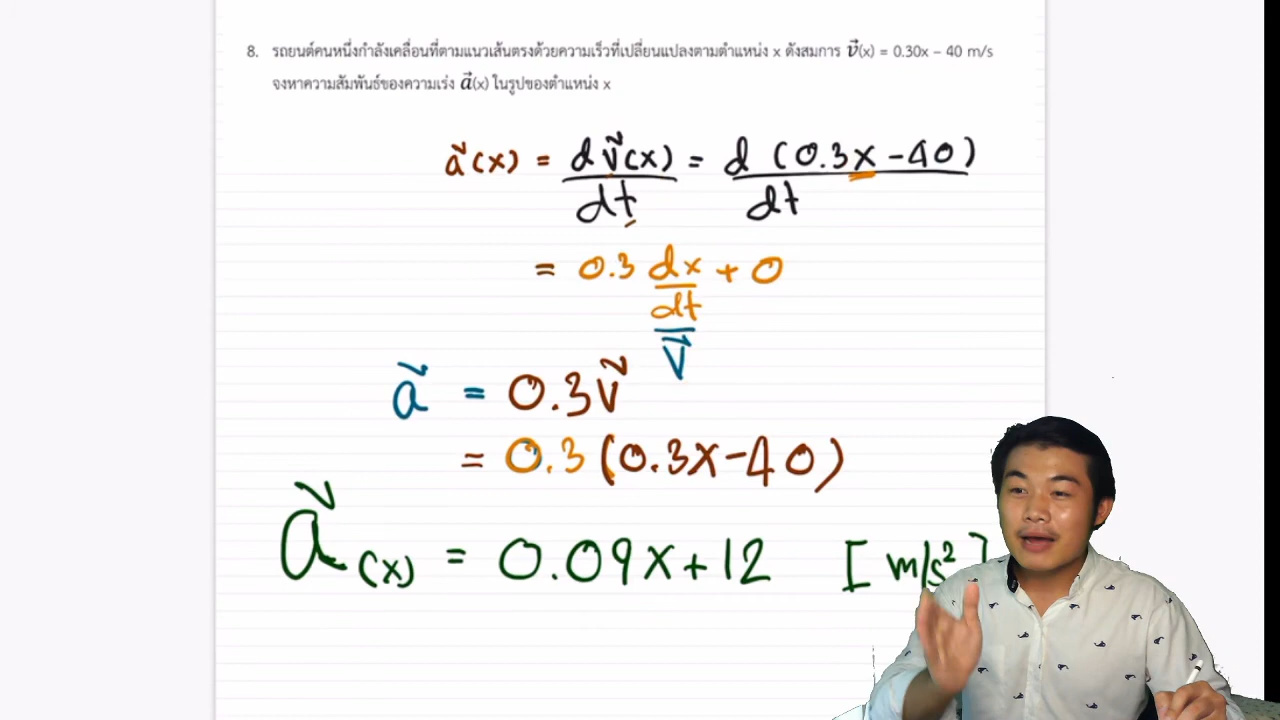 8. รถยนต์คนหนึ่งกำลังเคลื่อนที่ตามแนวเส้นตรงด้วยความเร็วที่เปลี่ยนแปลงตามตำแหน่ง x ดังสมการ v⃗(x) = 0.30x – 40 m/s
จงหาความสัมพันธ์ของความเร่ง a⃗(x) ในรูปของตำแหน่ง x
a⃗(x) = dv⃗(x)/dt = d(0.3x-40)/dt
= 0.3 dx/dt + 0
v⃗
a⃗ = 0.3v⃗
= 0.3(0.3x-40)
a⃗(x) = 0.09x+12 [m/s²]